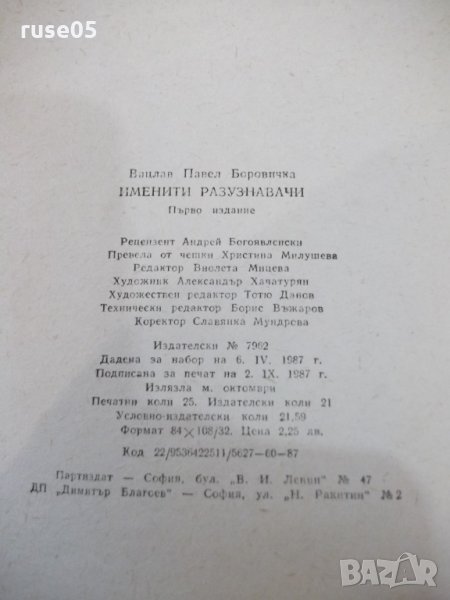 ruse05
Вацлав Павел Боровичка
ИМЕНИТИ РАЗУЗНАВАЧИ
Първо издание
Рецензент Андрей Богоявленски
Превела от чешки Христина Милушева
Редактор Виолета Мицева
Художник Александър Хачатурян
Художествен редактор Тотю Данов
Технически редактор Борис Въжаров
Коректор Славянка Мундрова
Издателски № 7962
Дадена за набор на 6. IV. 1987 г.
Подписана за печат на 2. IX. 1987 г.
Излязла м. октомври
Печатни коли 25. Издателски коли 21
Условно-издателски коли 21,59
Формат 84×108/32. Цена 2,25 лв.
Код 22/9536422511/5627—60—87
Партиздат — София, бул. „В. И. Ленин" № 47
ДП „Димитър Благоев" — София, ул. „Н. Ракитин" № 2
BAZAR
.bg